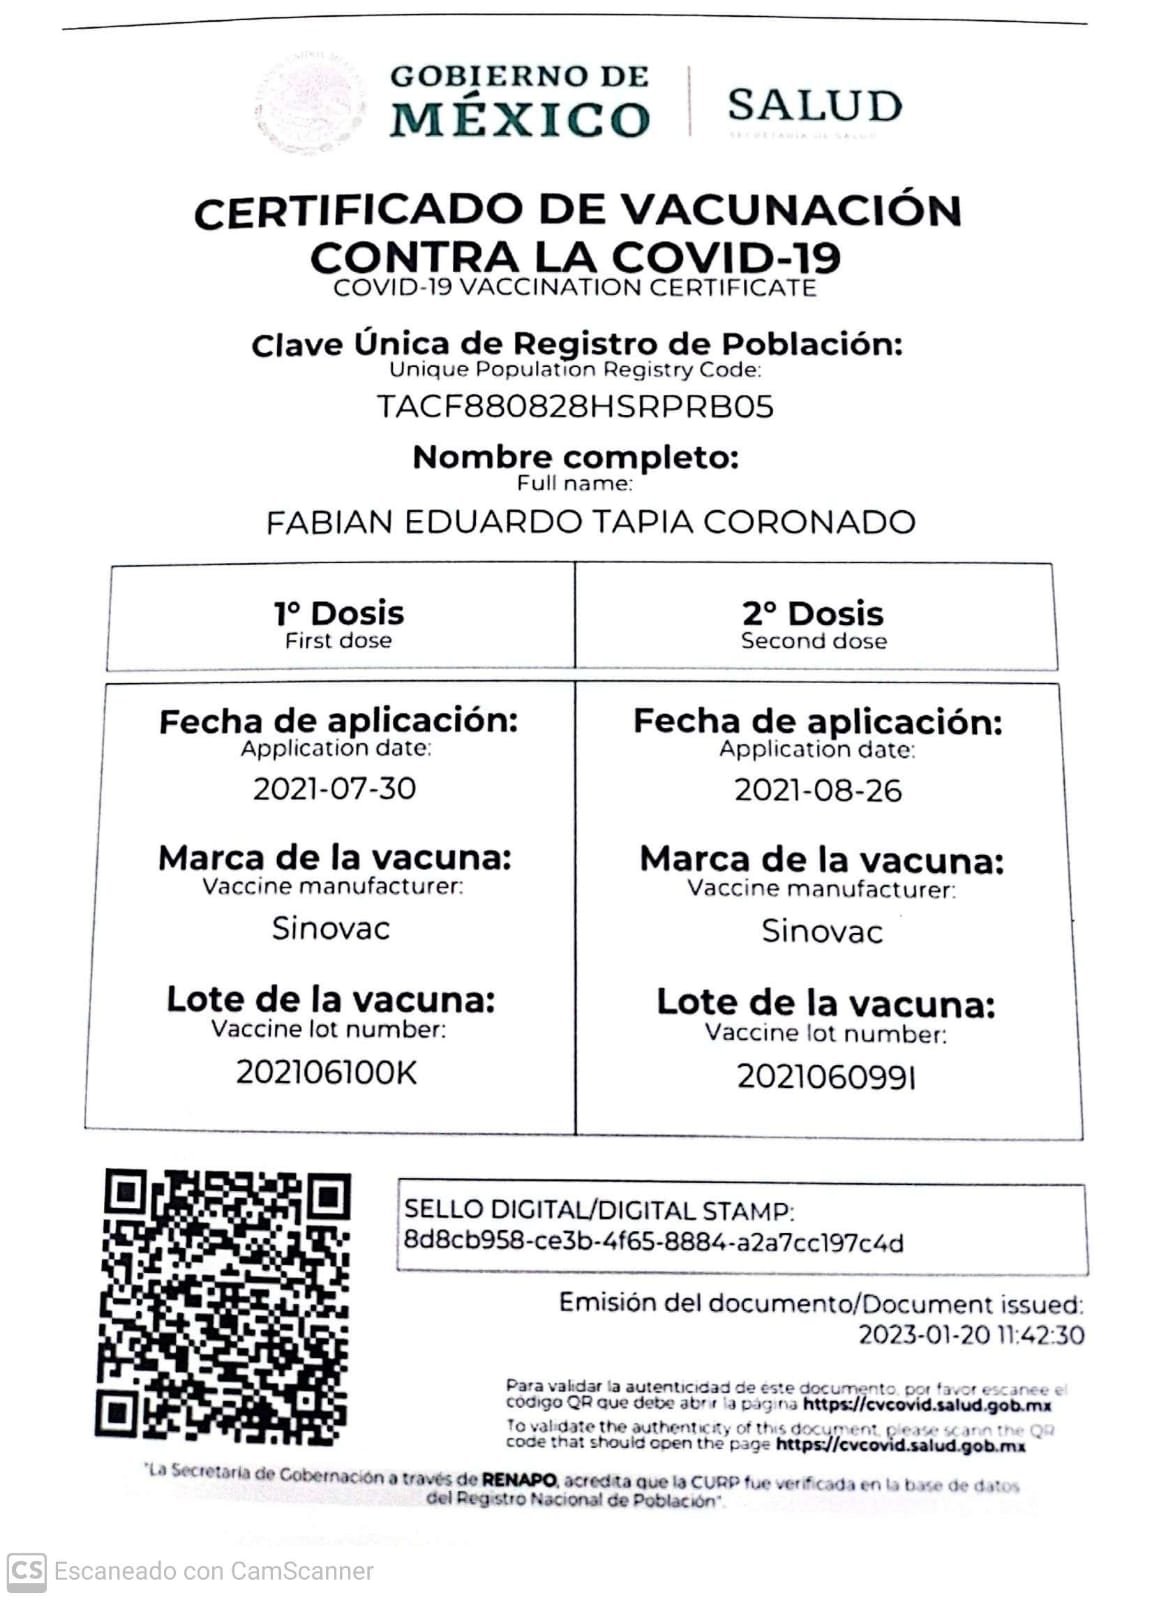 GOBIERNO DE
MÉXICO
SALUD
SECRETARÍA DE SALUD
CERTIFICADO DE VACUNACIÓN
CONTRA LA COVID-19
COVID-19 VACCINATION CERTIFICATE
Clave Única de Registro de Población:
Unique Population Registry Code:
TACF880828HSRPRB05
Nombre completo:
Full name:
FABIAN EDUARDO TAPIA CORONADO
1° Dosis
First dose
2° Dosis
Second dose
Fecha de aplicación:
Application date:
2021-07-30
Marca de la vacuna:
Vaccine manufacturer:
Sinovac
Lote de la vacuna:
Vaccine lot number:
202106100K
Fecha de aplicación:
Application date:
2021-08-26
Marca de la vacuna:
Vaccine manufacturer:
Sinovac
Lote de la vacuna:
Vaccine lot number:
202106099I
SELLO DIGITAL/DIGITAL STAMP:
8d8cb958-ce3b-4f65-8884-a2a7cc197c4d
Emisión del documento/Document issued:
2023-01-20 11:42:30
Para validar la autenticidad de este documento, por favor escanee el
código QR que debe abrir la página https://cvcovid.salud.gob.mx
To validate the authenticity of this document, please scann the QR
code that should open the page https://cvcovid.salud.gob.mx
"La Secretaría de Gobernación a través de RENAPO, acredita que la CURP fue verificada en la base de datos
del Registro Nacional de Población".
CS Escaneado con CamScanner